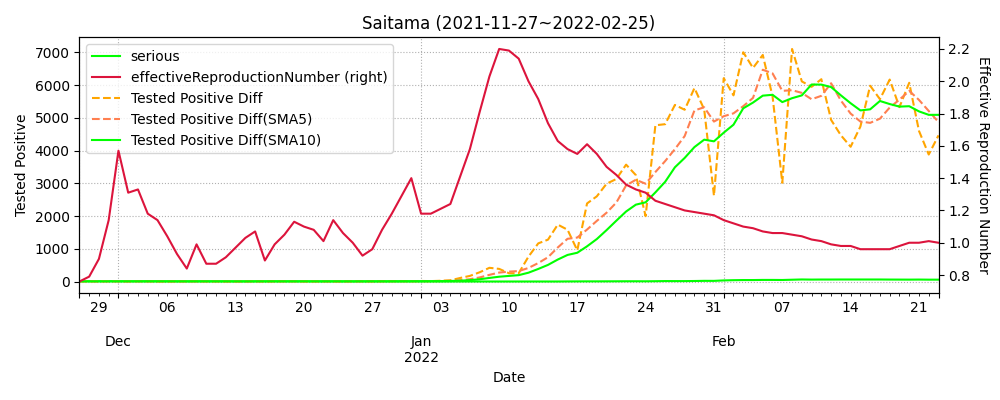 Saitama (2021-11-27~2022-02-25)
serious
effectiveReproductionNumber (right)
Tested Positive Diff
Tested Positive Diff(SMA5)
Tested Positive Diff(SMA10)
Tested Positive
7000
6000
5000
4000
3000
2000
1000
0
2.2
2.0
1.8
1.6
1.4
1.2
1.0
0.8
Effective Reproduction Number
29 06 13 20 27 03 10 17 24 31 07 14 21
Dec Jan Feb
2022
Date